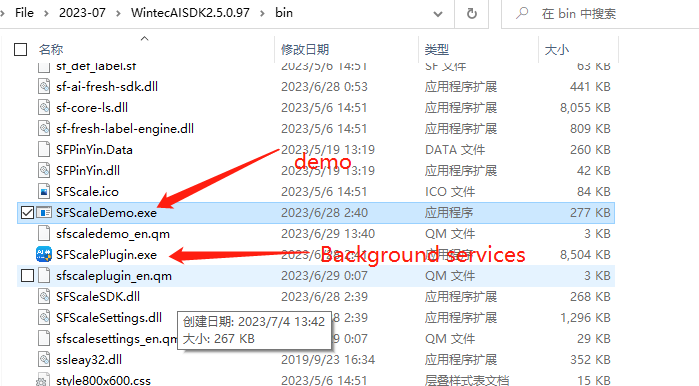 File › 2023-07 › WintecAISDK2.5.0.97 › bin
在 bin 中搜索
名称 修改日期 类型 大小
sf_def_label.sf 2023/5/6 14:51 SF 文件 63 KB
sf-ai-fresh-sdk.dll 2023/6/28 0:53 应用程序扩展 441 KB
sf-core-ls.dll 2023/5/6 14:51 应用程序扩展 8,055 KB
sf-fresh-label-engine.dll 2023/5/6 14:51 应用程序扩展 809 KB
SFPinYin.Data 2023/5/19 13:19 DATA 文件 260 KB
SFPinYin.dll 2023/5/19 13:19 应用程序扩展 42 KB
demo
SFScale.ico 2023/5/6 14:51 ICO 文件 84 KB
SFScaleDemo.exe 2023/6/28 2:40 应用程序 277 KB
sfscaledemo_en.qm 2023/6/29 13:40 QM 文件 3 KB
SFScalePlugin.exe 2023/6/28 2:41 应用程序 8,504 KB
Background services
sfscaleplugin_en.qm 2023/6/29 0:07 QM 文件 3 KB
SFScaleSDK.dll 2023/6/28 2:39 应用程序扩展 268 KB
SFScaleSettings.dll 2023/6/28 2:39 应用程序扩展 1,296 KB
创建日期: 2023/7/4 13:42
大小: 267 KB
sfscalesettings_en.qm 0:07 QM 文件 29 KB
ssleay32.dll 2019/9/23 16:34 应用程序扩展 352 KB
style800x600.css 2023/5/6 14:51 层叠样式表文档 15 KB